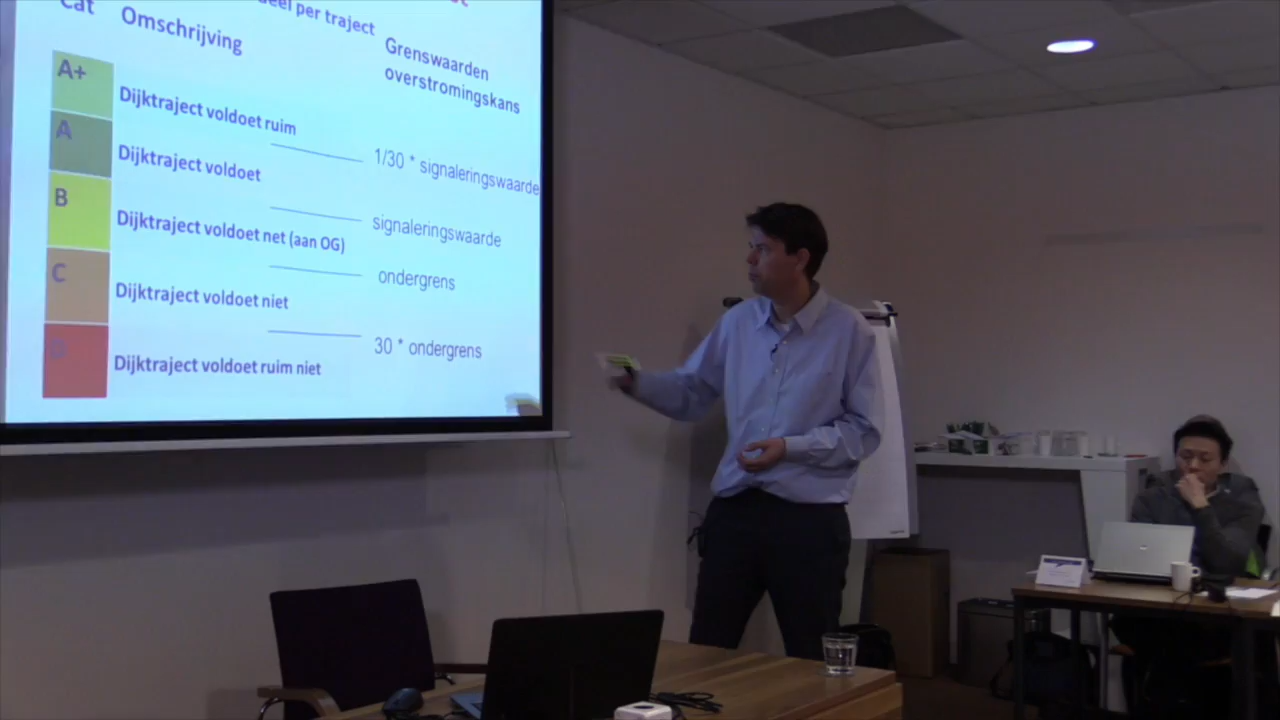 per traject
Cat Omschrijving
Grenswaarden
overstromingskans
A+
Dijktraject voldoet ruim
1/30 * signaleringswaarde
A
Dijktraject voldoet
signaleringswaarde
B
Dijktraject voldoet net (aan OG)
ondergrens
C
Dijktraject voldoet niet
30 * ondergrens
D
Dijktraject voldoet ruim niet